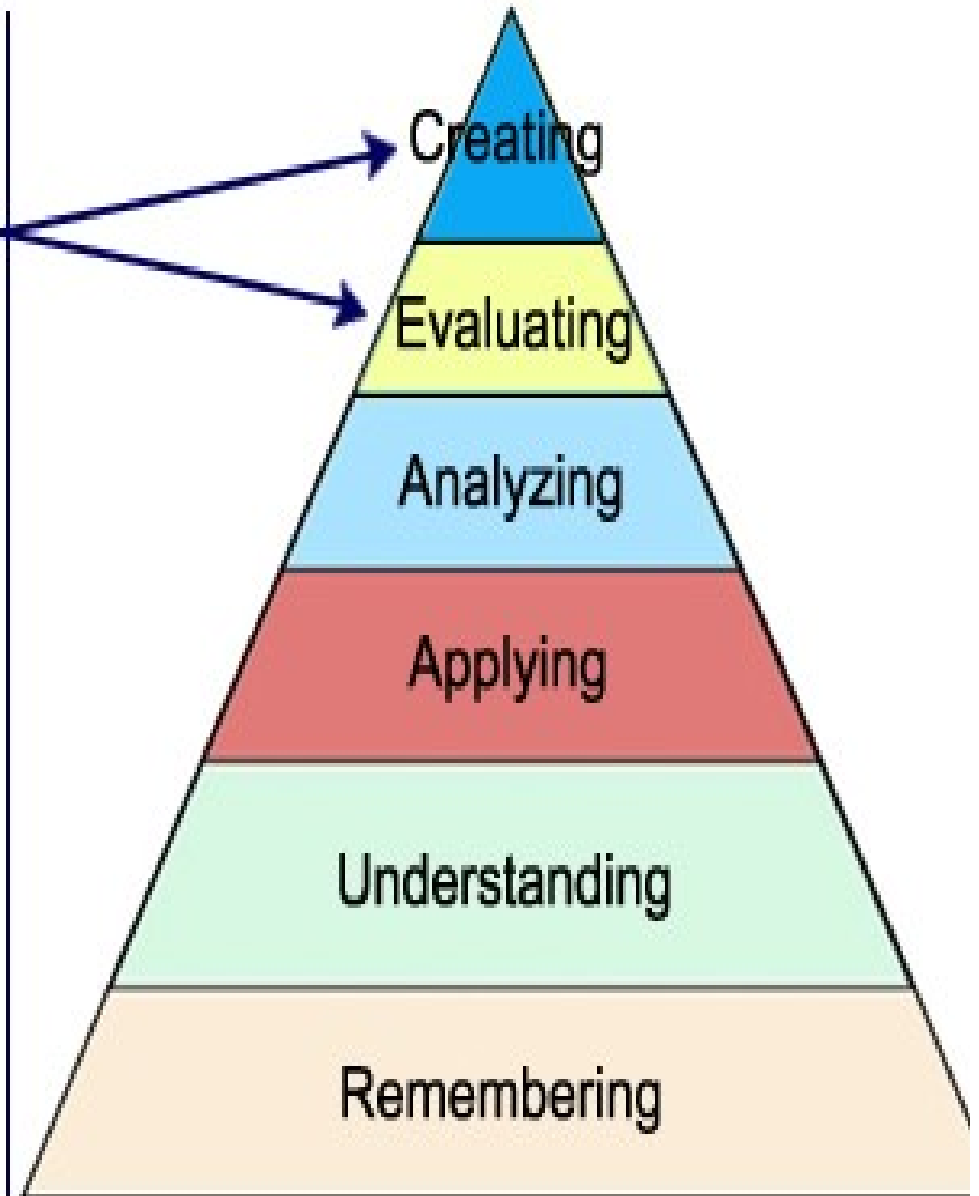 Creating
Evaluating
Analyzing
Applying
Understanding
Remembering